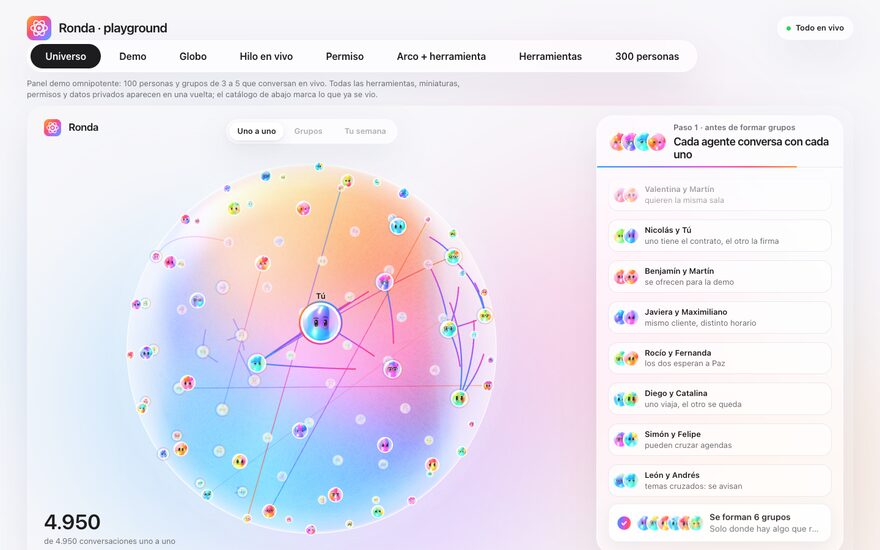 Ronda · playground
Todo en vivo
Universo
Demo
Globo
Hilo en vivo
Permiso
Arco + herramienta
Herramientas
300 personas
Panel demo omnipotente: 100 personas y grupos de 3 a 5 que conversan en vivo. Todas las herramientas, miniaturas,
permisos y datos privados aparecen en una vuelta; el catálogo de abajo marca lo que ya se vio.
Ronda
Uno a uno
Grupos
Tu semana
Tú
4.950
de 4.950 conversaciones uno a uno
Paso 1 · antes de formar grupos
Cada agente conversa con cada
uno
Valentina y Martín
quieren la misma sala
Nicolás y Tú
uno tiene el contrato, el otro la firma
Benjamín y Martín
se ofrecen para la demo
Javiera y Maximiliano
mismo cliente, distinto horario
Rocío y Fernanda
los dos esperan a Paz
Diego y Catalina
uno viaja, el otro se queda
Simón y Felipe
pueden cruzar agendas
León y Andrés
temas cruzados: se avisan
Se forman 6 grupos
Solo donde hay algo que r...